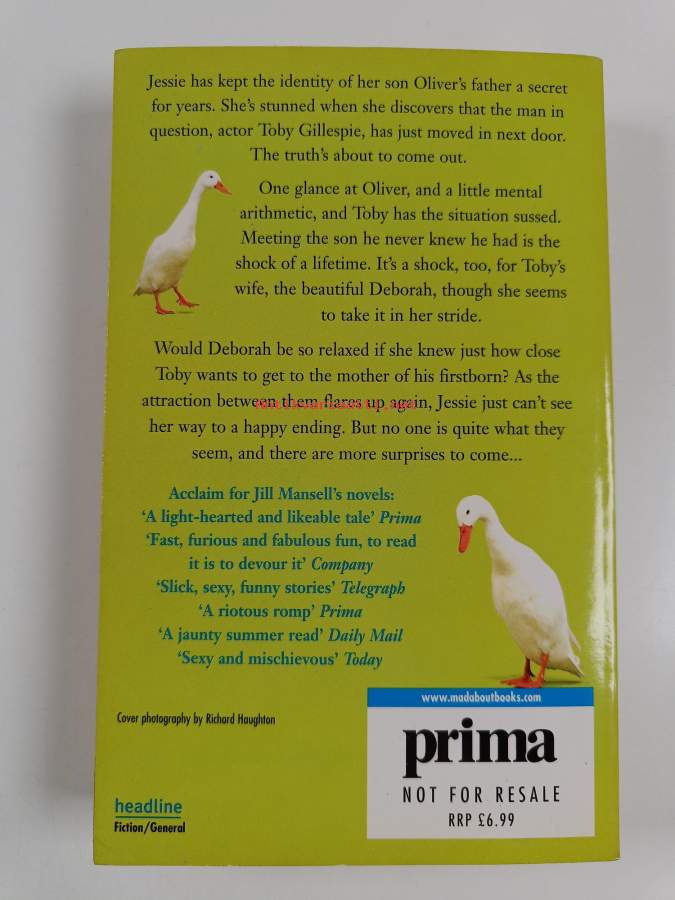 Jessie has kept the identity of her son Oliver's father a secret
for years. She's stunned when she discovers that the man in
question, actor Toby Gillespie, has just moved in next door.
The truth's about to come out.
One glance at Oliver, and a little mental
arithmetic, and Toby has the situation sussed.
Meeting the son he never knew he had is the
shock of a lifetime. It's a shock, too, for Toby's
wife, the beautiful Deborah, though she seems
to take it in her stride.
Would Deborah be so relaxed if she knew just how close
Toby wants to get to the mother of his firstborn? As the
attraction between them flares up again, Jessie just can't see
her way to a happy ending. But no one is quite what they
seem, and there are more surprises to come...
Acclaim for Jill Mansell's novels:
'A light-hearted and likeable tale' Prima
'Fast, furious and fabulous fun, to read
it is to devour it' Company
'Slick, sexy, funny stories' Telegraph
'A riotous romp' Prima
'A jaunty summer read' Daily Mail
'Sexy and mischievous' Today
Cover photography by Richard Haughton
www.madaboutbooks.com
prima
NOT FOR RESALE
RRP £6.99
headline
Fiction/General